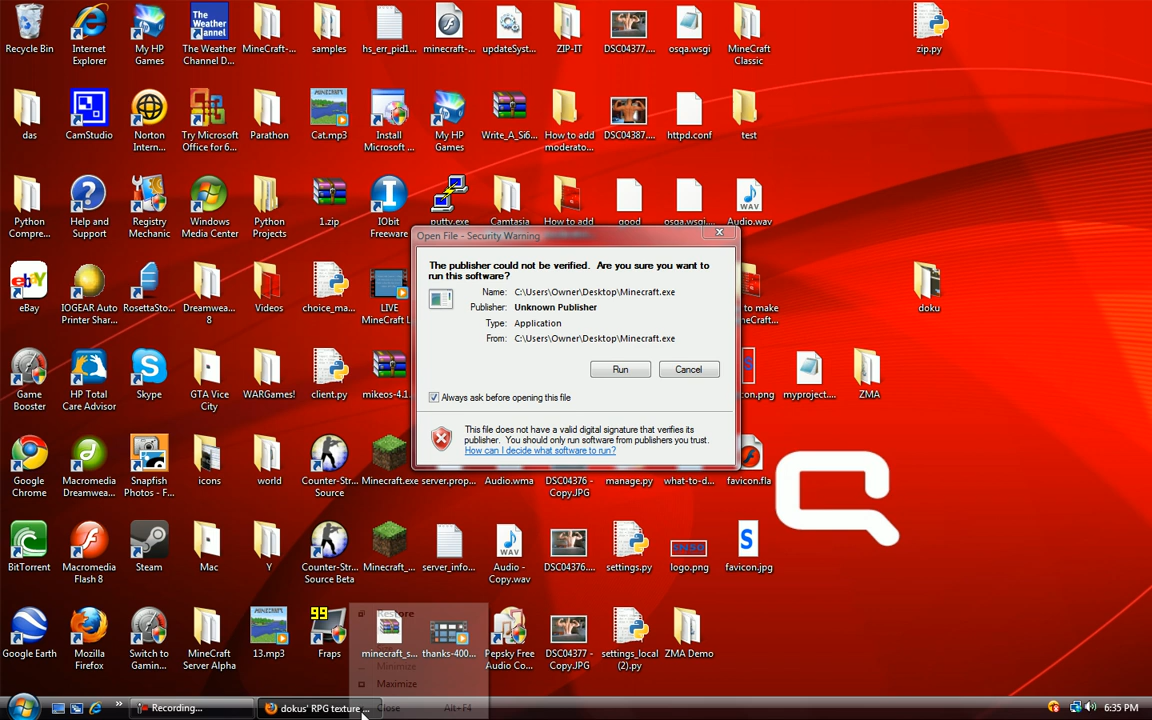 Recycle Bin
Internet Explorer
My HP Games
The Weather Channel
The Weather Channel D...
MineCraft-...
samples
hs_err_pid1...
minecraft-...
updateSyst...
ZIP-IT
DSC04377....
osqa.wsgi
MineCraft Classic
zip.py
das
CamStudio
Norton Intern...
Try Microsoft Office for 6...
Parathon
Cat.mp3
Install Microsoft ...
My HP Games
Write_A_Si6...
How to add moderato...
DSC04387....
httpd.conf
test
Python Compre...
Help and Support
Registry Mechanic
Windows Media Center
Python Projects
1.zip
IObit Freeware
putty.exe
Camtasia
How to add
good
osqa.wsgi...
Audio.wav
Open File - Security Warning
The publisher could not be verified. Are you sure you want to
run this software?
Name: C:\Users\Owner\Desktop\Minecraft.exe
Publisher: Unknown Publisher
Type: Application
From: C:\Users\Owner\Desktop\Minecraft.exe
Run
Cancel
Always ask before opening this file
This file does not have a valid digital signature that verifies its
publisher. You should only run software from publishers you trust.
How can I decide what software to run?
eBay
IOGEAR Auto Printer Shar...
RosettaSto...
Dreamwea... 8
Videos
choice_ma...
LIVE MineCraft L
to make
eCraft...
doku
Game Booster
HP Total Care Advisor
Skype
GTA Vice City
WARGames!
client.py
mikeos-4.1.
con.png
myproject....
ZMA
Google Chrome
Macromedia Dreamwea...
Snapfish Photos - F...
icons
world
Counter-Str... Source
Minecraft.exe
server.prop...
Audio.wma
DSC04376 - Copy.JPG
manage.py
what-to-d...
favicon.fla
BitTorrent
Macromedia Flash 8
Steam
Mac
Y
Counter-Str... Source Beta
Minecraft_...
server_info...
Audio - Copy.wav
DSC04376....
settings.py
logo.png
favicon.jpg
Google Earth
Mozilla Firefox
Switch to Gamin...
MineCraft Server Alpha
13.mp3
99
Fraps
minecraft_s...
thanks-400...
Pepsky Free Audio Co...
DSC04377 - Copy.JPG
settings_local (2).py
ZMA Demo
Restore
Minimize
Maximize
Close Alt+F4
Recording...
dokus' RPG texture ...
6:35 PM